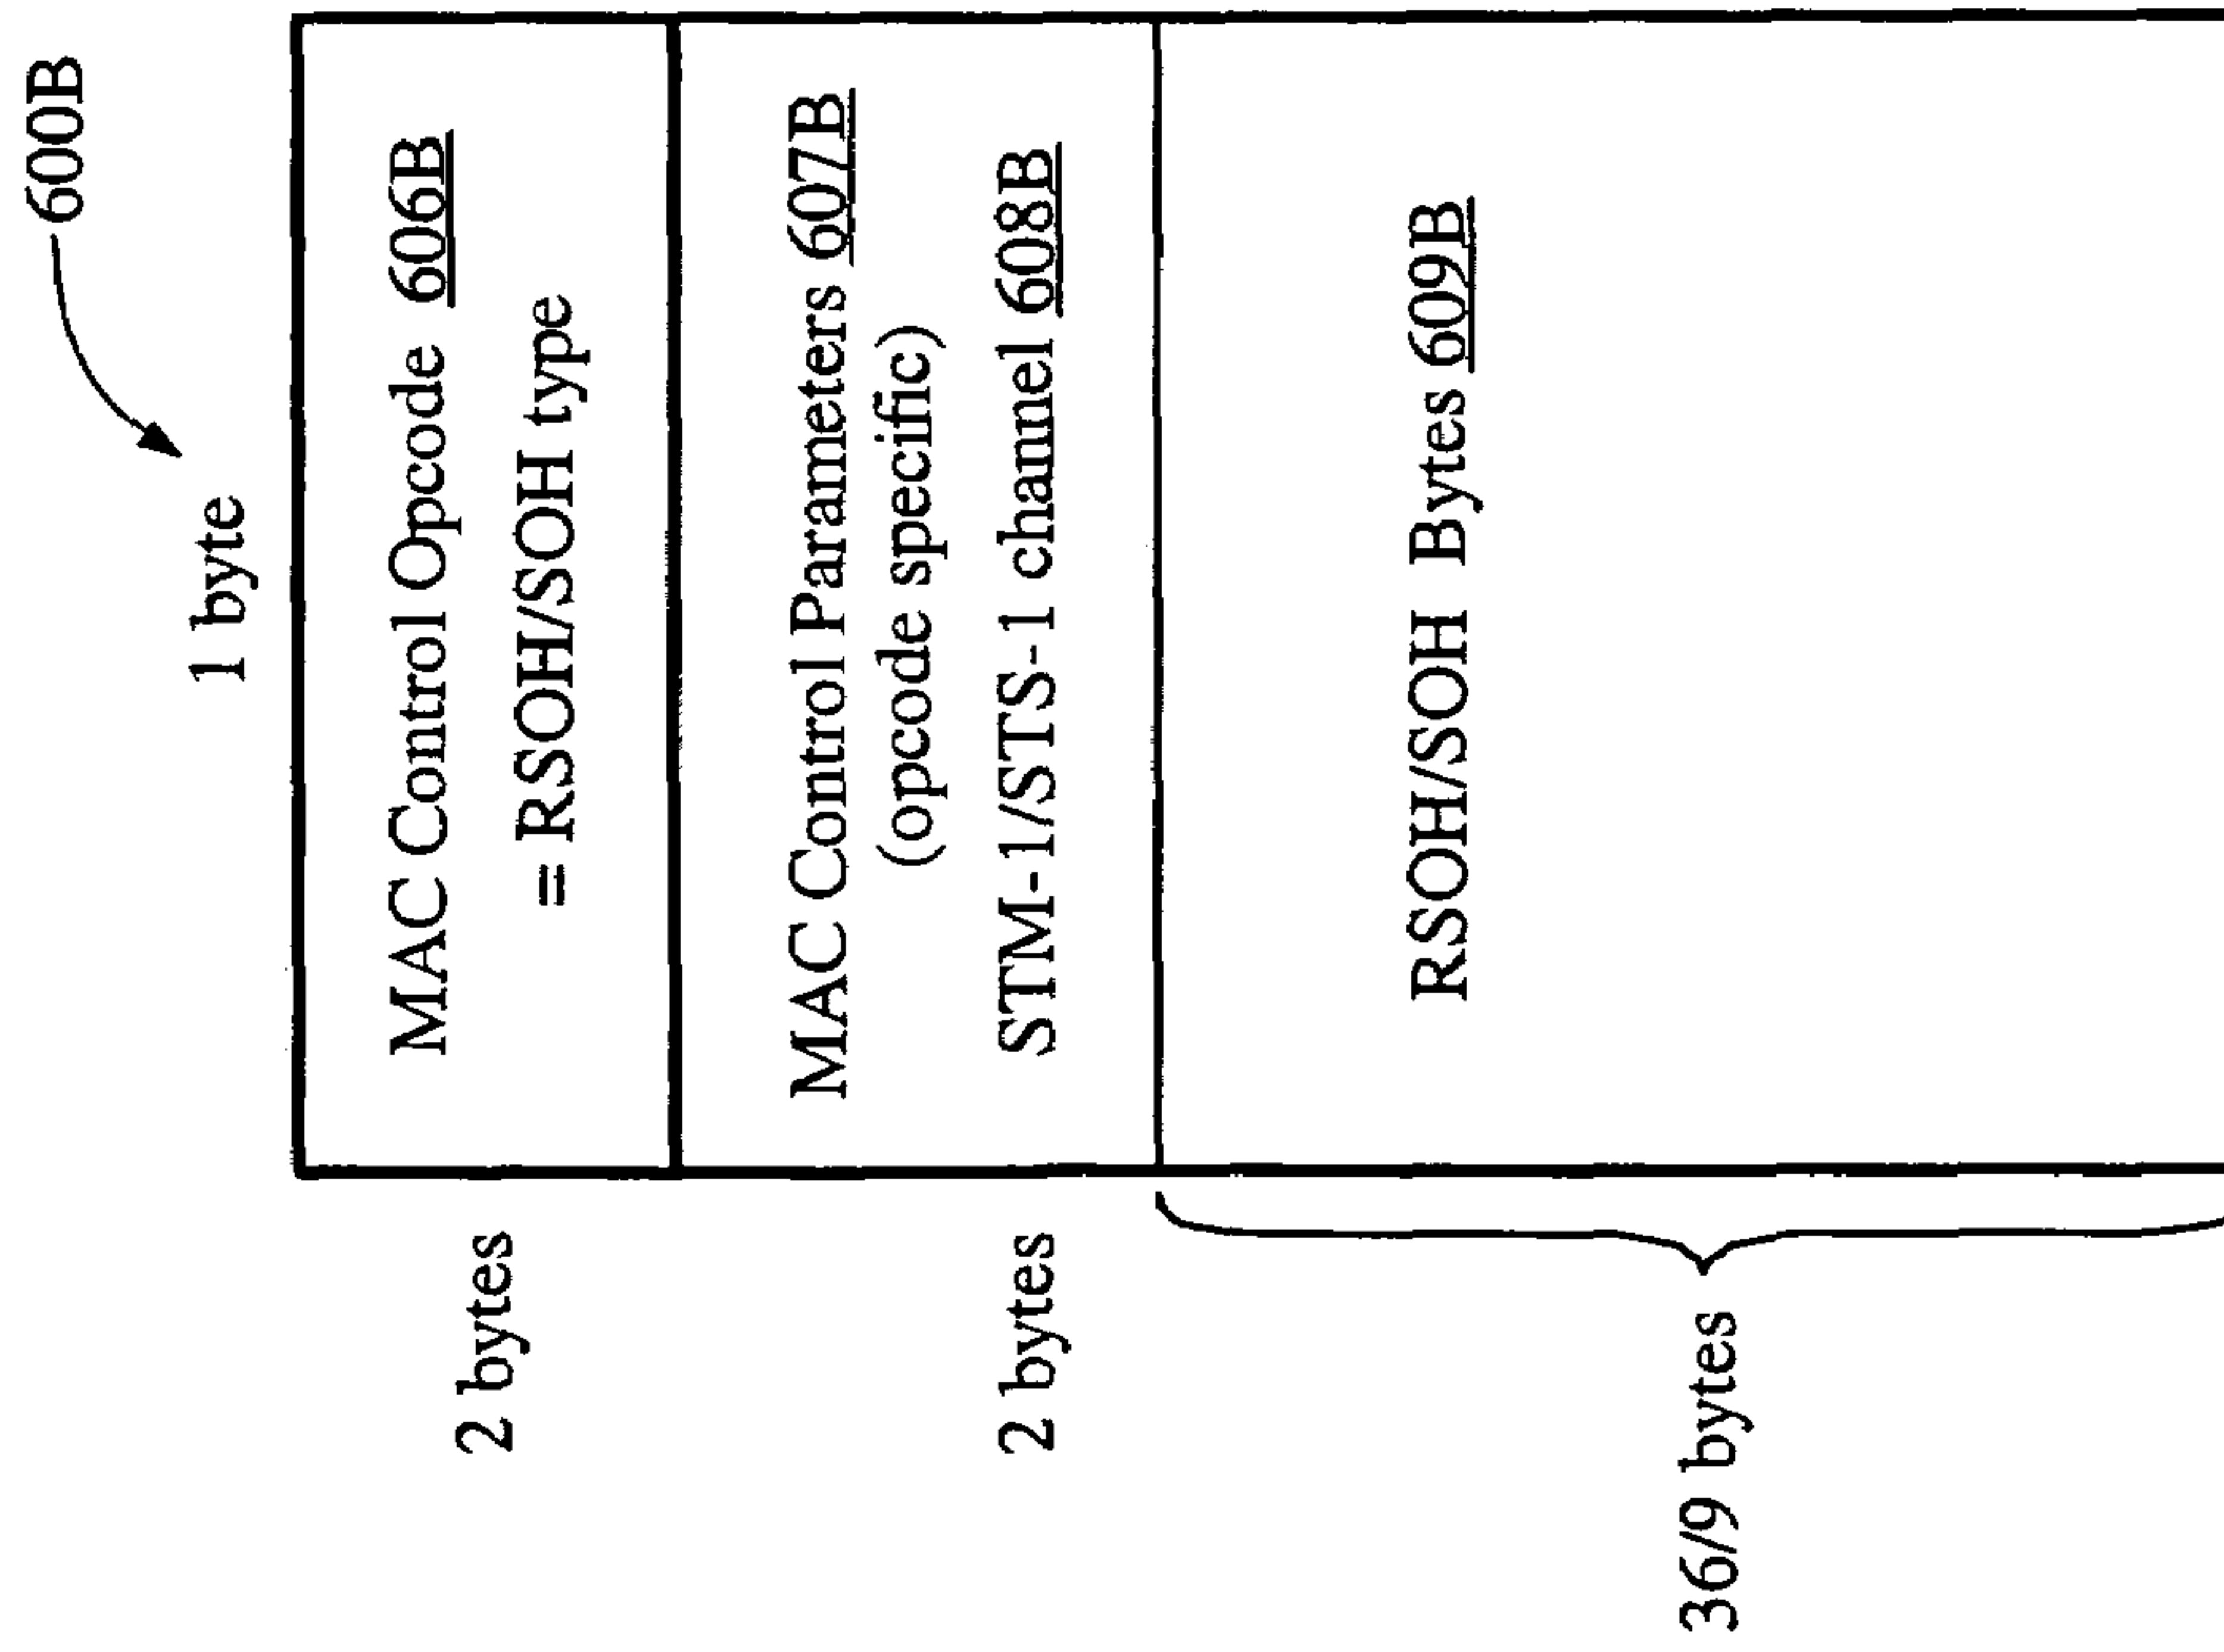 600B
1 byte
2 bytes
MAC Control Opcode 606B
= RSOH/SOH type
2 bytes
MAC Control Parameters 607B
(opcode specific)
STM-1/STS-1 channel 608B
36/9 bytes
RSOH/SOH Bytes 609B